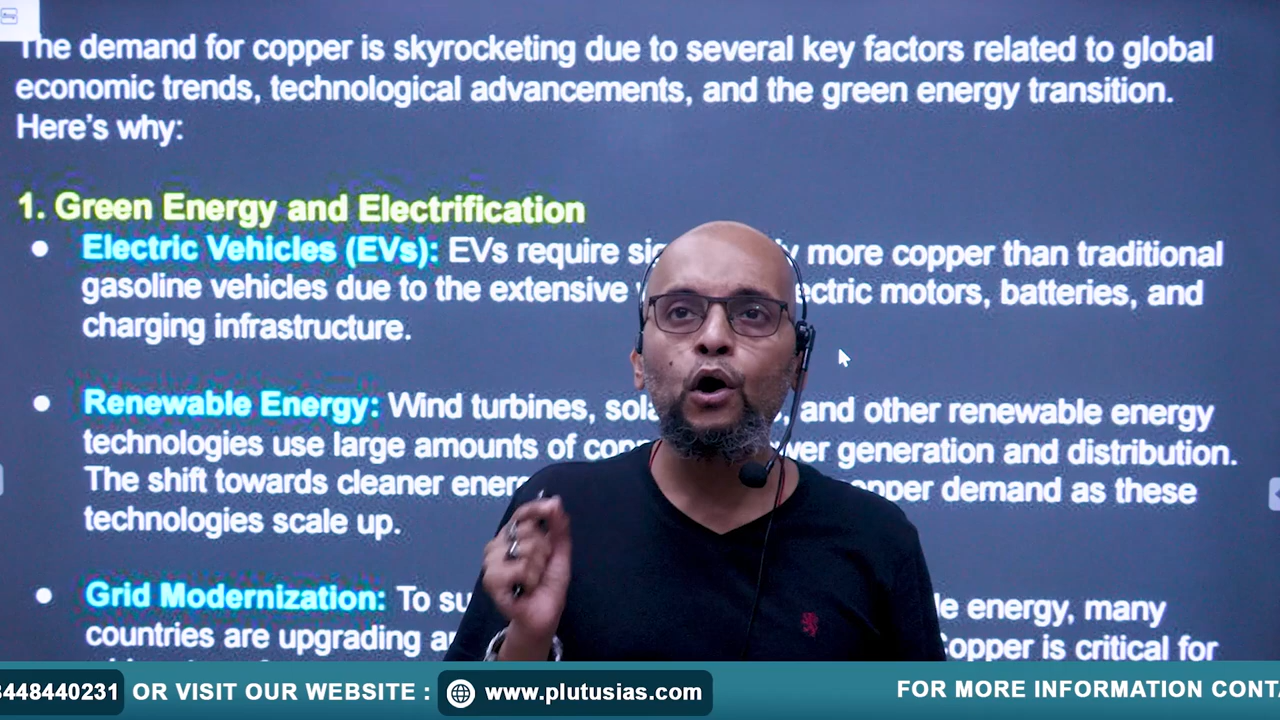 The demand for copper is skyrocketing due to several key factors related to global
economic trends, technological advancements, and the green energy transition.
Here's why:
1. Green Energy and Electrification
Electric Vehicles (EVs): EVs require more copper than traditional
gasoline vehicles due to the extensive electric motors, batteries, and
charging infrastructure.
Renewable Energy: Wind turbines, and other renewable energy
technologies use large amounts of generation and distribution.
The shift towards cleaner copper demand as these
technologies scale up.
Grid Modernization: To energy, many
countries are upgrading Copper is critical for
8448440231 OR VISIT OUR WEBSITE : www.plutusias.com FOR MORE INFORMATION